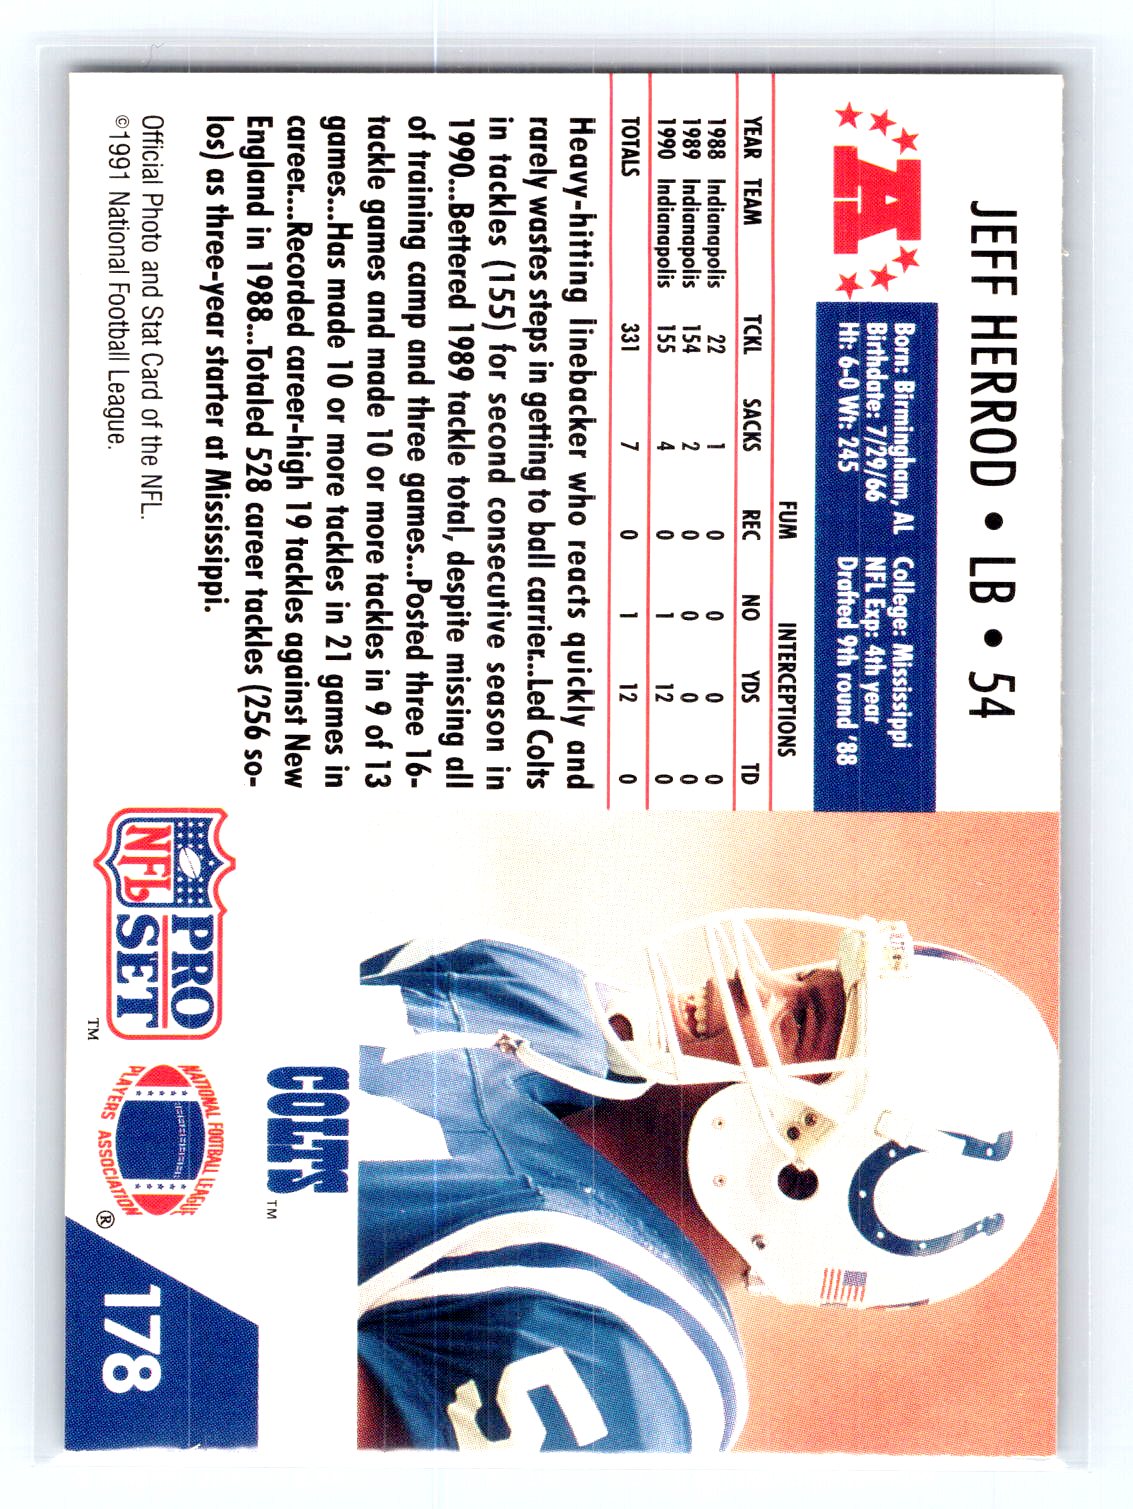 JEFF HERROD • LB • 54
A
Born: Birmingham, AL College: Mississippi
Birthdate: 7/29/66 NFL Exp: 4th year
Ht: 6-0 Wt: 245 Drafted 9th round '88
FUM INTERCEPTIONS
YEAR TEAM TCKL SACKS REC NO YDS TD
1988 Indianapolis 22 1 0 0 0 0
1989 Indianapolis 154 2 0 0 0 0
1990 Indianapolis 155 4 0 1 12 0
TOTALS 331 7 0 1 12 0
Heavy-hitting linebacker who reacts quickly and
rarely wastes steps in getting to ball carrier...Led Colts
in tackles (155) for second consecutive season in
1990...Bettered 1989 tackle total, despite missing all
of training camp and three games...Posted three 16-
tackle games and made 10 or more tackles in 9 of 13
games...Has made 10 or more tackles in 21 games in
career....Recorded career-high 19 tackles against New
England in 1988...Totaled 528 career tackles (256 so-
los) as three-year starter at Mississippi.
Official Photo and Stat Card of the NFL.
©1991 National Football League.
5
COLTS
TM
NFL PRO
SET
TM
NATIONAL FOOTBALL LEAGUE
PLAYERS ASSOCIATION
®
178